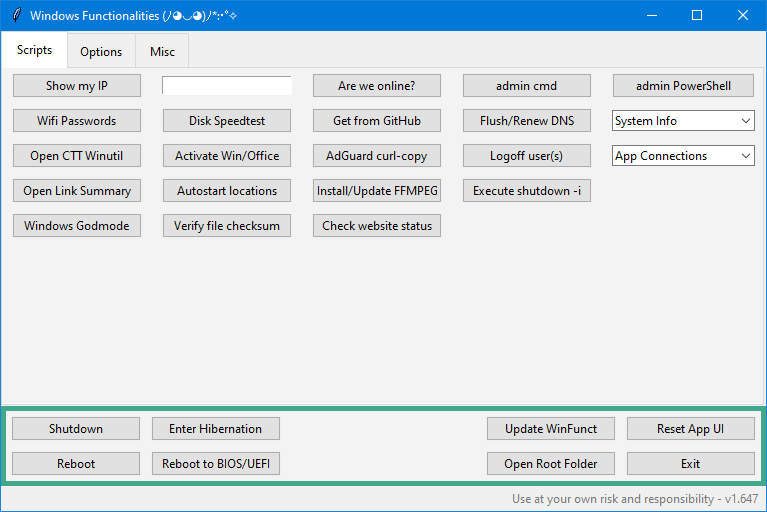 Windows Functionalities (ﾉ◕◡◕)ﾉ*:･ﾟ✧
Scripts Options Misc
Show my IP Are we online? admin cmd admin PowerShell
Wifi Passwords Disk Speedtest Get from GitHub Flush/Renew DNS System Info
Open CTT Winutil Activate Win/Office AdGuard curl-copy Logoff user(s) App Connections
Open Link Summary Autostart locations Install/Update FFMPEG Execute shutdown -i
Windows Godmode Verify file checksum Check website status
Shutdown Enter Hibernation Update WinFunct Reset App UI
Reboot Reboot to BIOS/UEFI Open Root Folder Exit
Use at your own risk and responsibility - v1.647